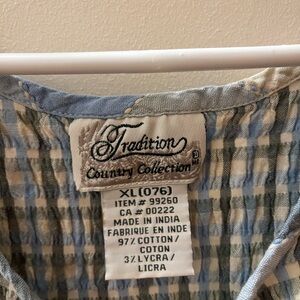 Tradition
Country Collection
XL(076)
ITEM # 99260
CA # 00222
MADE IN INDIA
FABRIQUE EN INDE
97% COTTON/
COTON
3% LYCRA/
LICRA